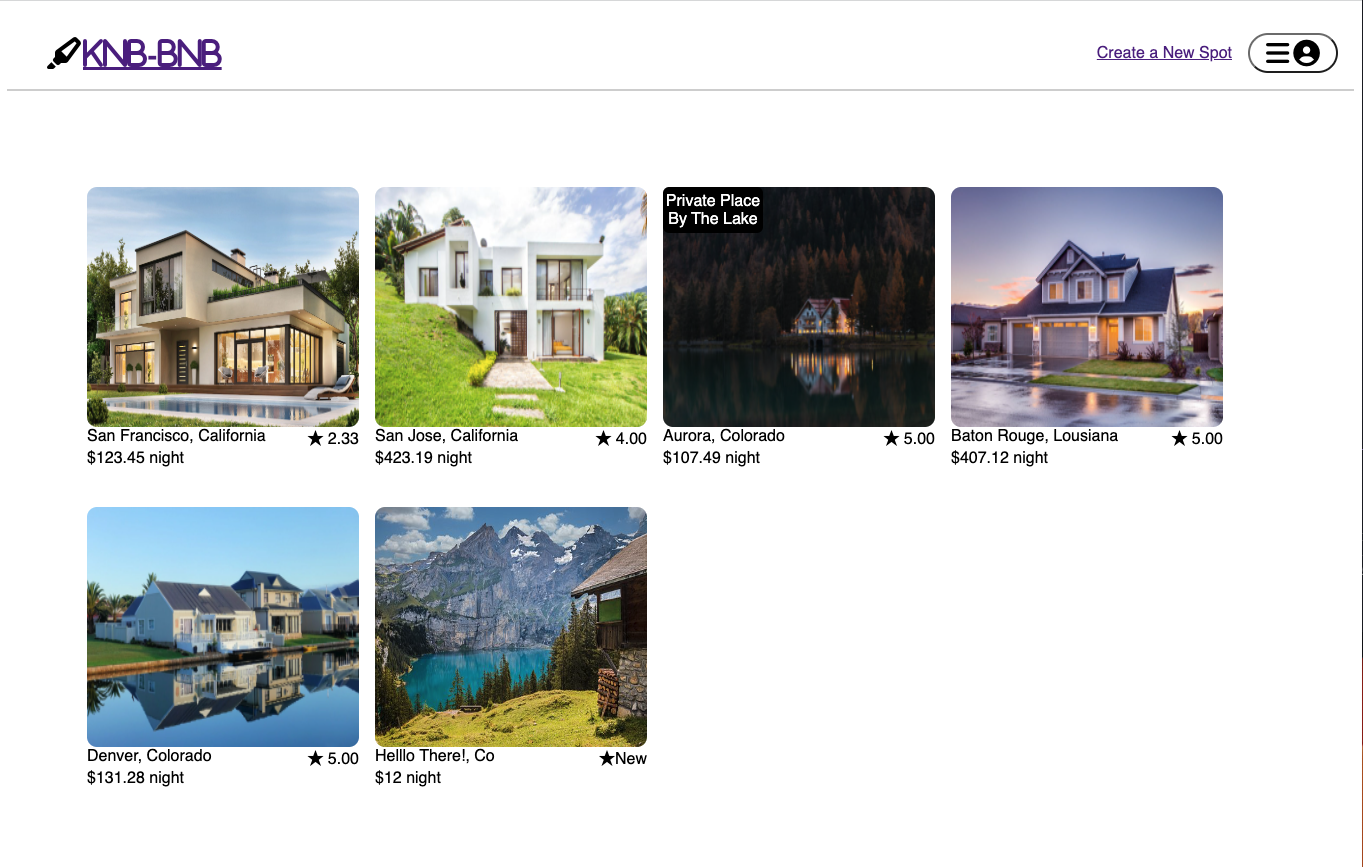 KNB-BNB
Create a New Spot
Private Place
By The Lake
San Francisco, California ★ 2.33
$123.45 night
San Jose, California ★ 4.00
$423.19 night
Aurora, Colorado ★ 5.00
$107.49 night
Baton Rouge, Lousiana ★ 5.00
$407.12 night
Denver, Colorado ★ 5.00
$131.28 night
Helllo There!, Co ★New
$12 night